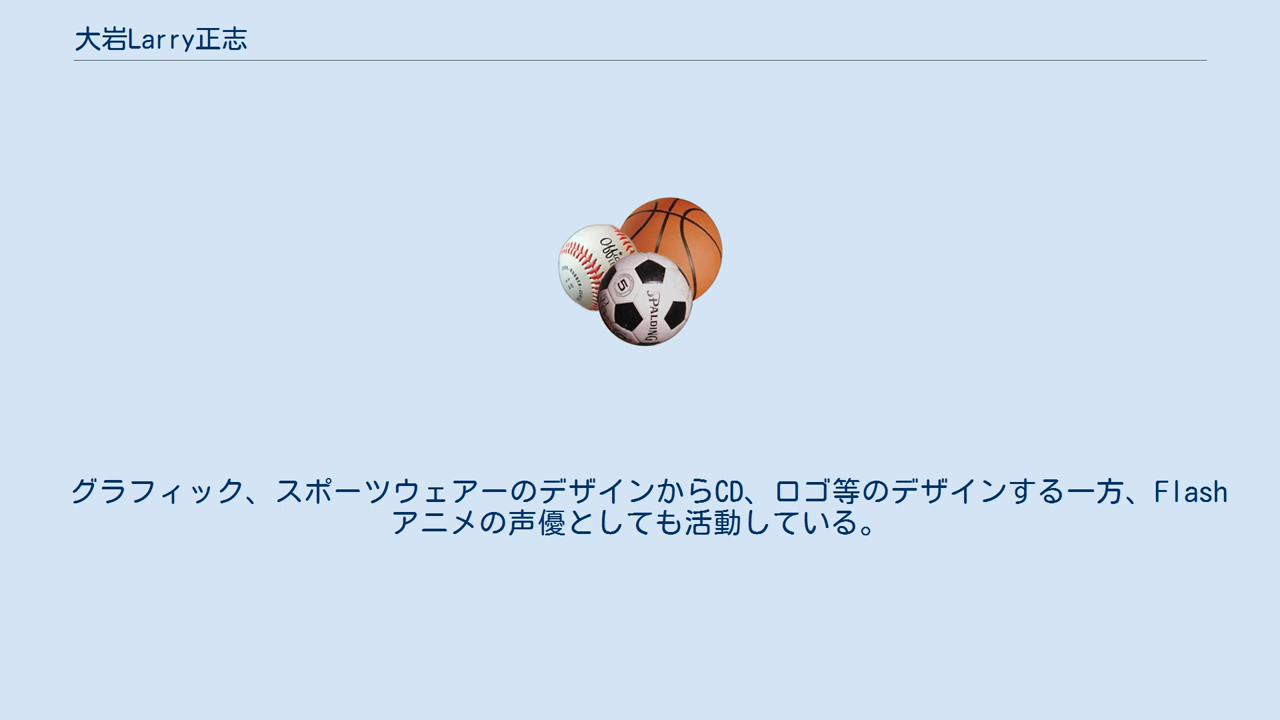 大岩Larry正志
Offic
5
SPALDING
グラフィック、スポーツウェアーのデザインからCD、ロゴ等のデザインする一方、Flash
アニメの声優としても活動している。